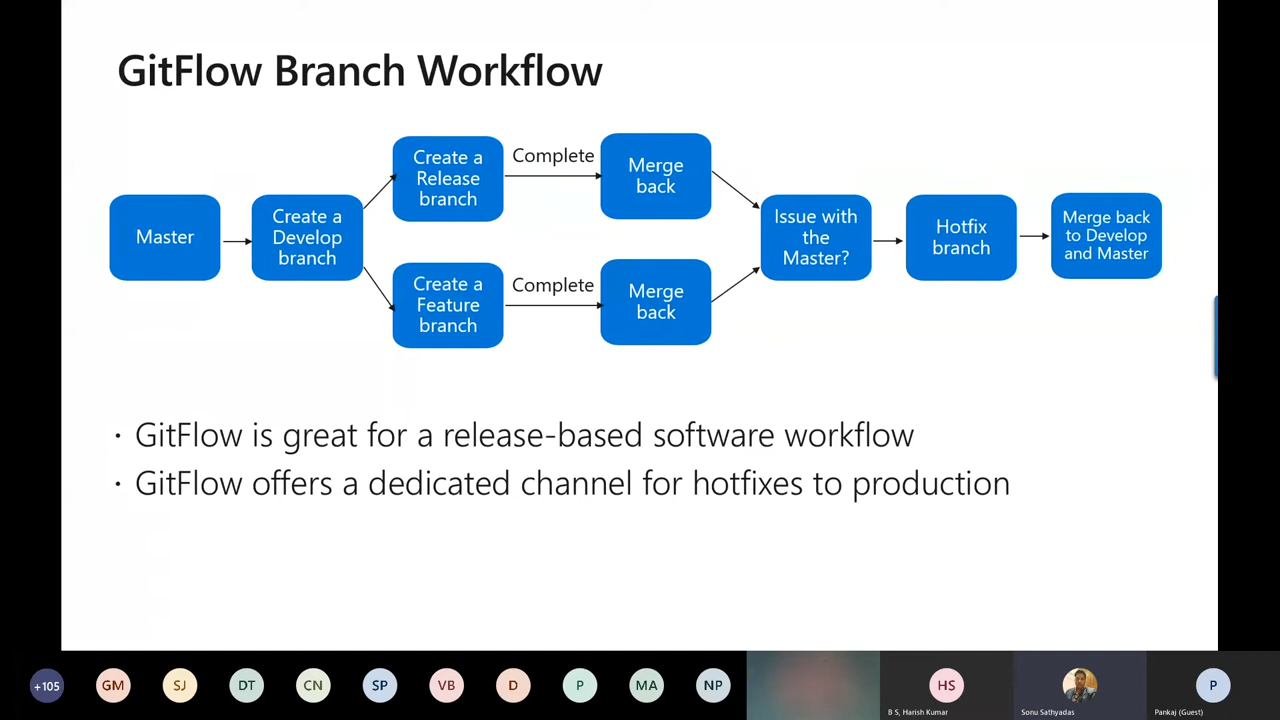 GitFlow Branch Workflow
Master
Create a
Develop
branch
Create a
Release
branch
Complete
Merge
back
Create a
Feature
branch
Complete
Merge
back
Issue with
the
Master?
Hotfix
branch
Merge back
to Develop
and Master
· GitFlow is great for a release-based software workflow
· GitFlow offers a dedicated channel for hotfixes to production
+105
GM
SJ
DT
CN
SP
VB
D
P
MA
NP
HS
B S, Harish Kumar
Sonu Sathyadas
P
Pankaj (Guest)